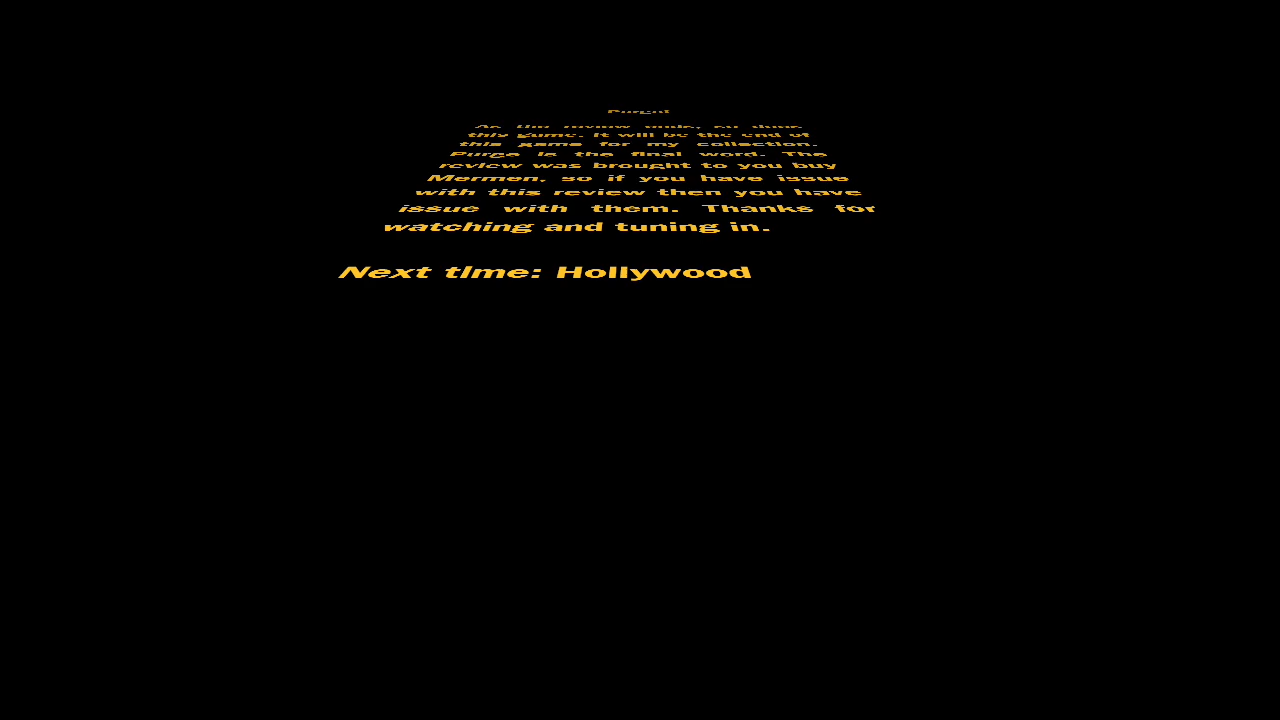 Purge!
As the review ends, so does
this game. It will be the end of
this game for my collection.
Purge is the final word. The
review was brought to you buy
Mermen, so if you have issue
with this review then you have
issue with them. Thanks for
watching and tuning in.
Next time: Hollywood